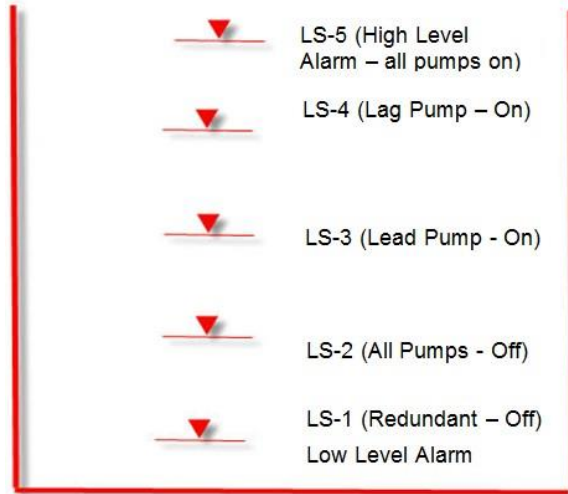 LS-5 (High Level
Alarm – all pumps on)
LS-4 (Lag Pump – On)
LS-3 (Lead Pump - On)
LS-2 (All Pumps - Off)
LS-1 (Redundant – Off)
Low Level Alarm